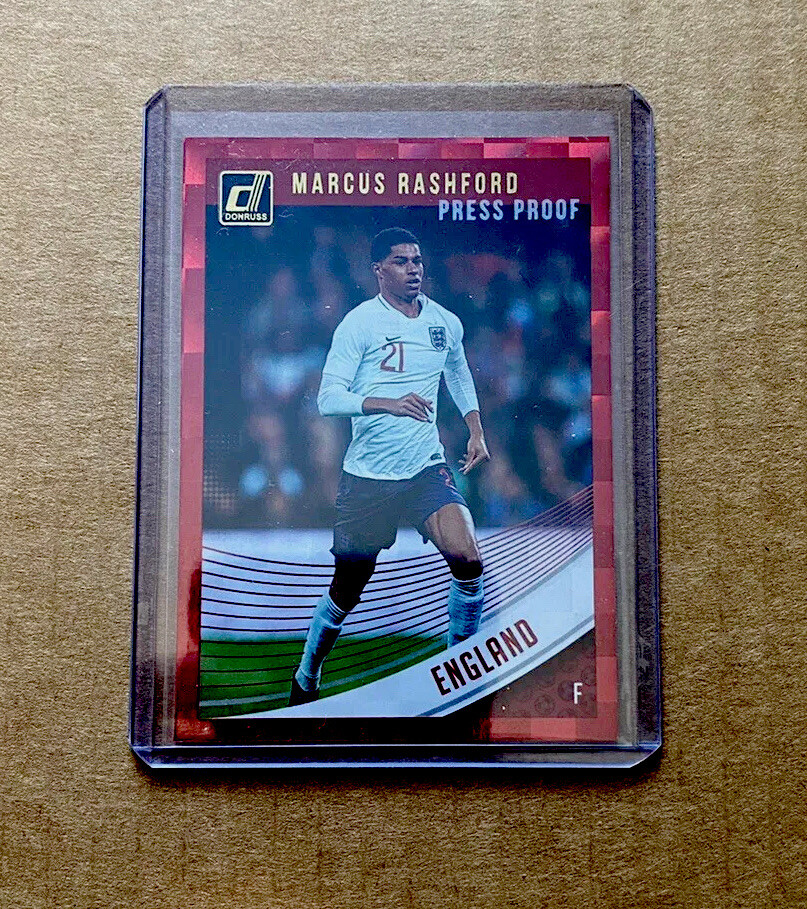 MARCUS RASHFORD
d
DONRUSS
PRESS PROOF
21
ENGLAND
F